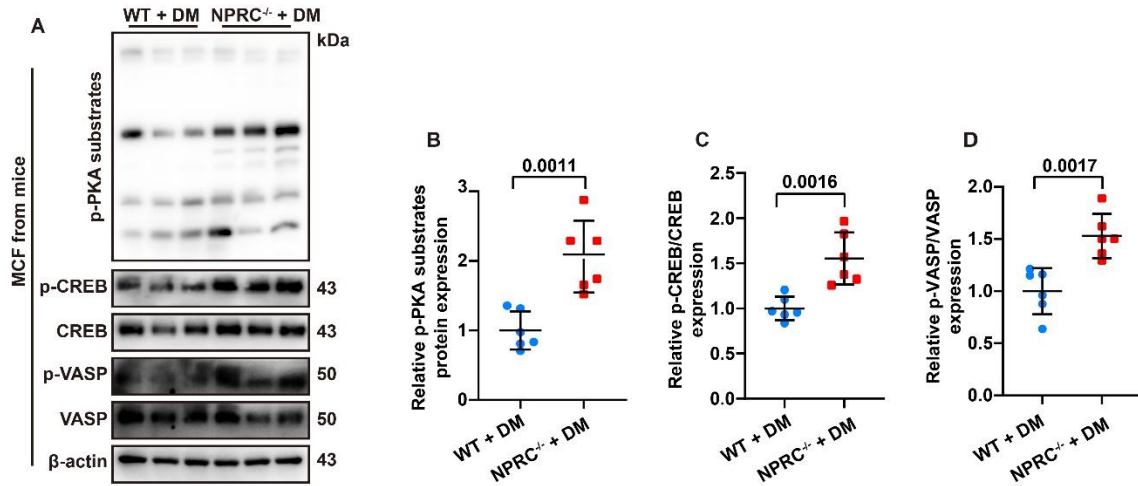 WT + DM NPRC-/- + DM
A
kDa
MCF from mice
p-PKA substrates
p-CREB 43
CREB 43
p-VASP 50
VASP 50
β-actin 43
B
0.0011
Relative p-PKA substrates
protein expression
3
2
1
0
WT + DM
NPRC-/- + DM
C
0.0016
Relative p-CREB/CREB
expression
2.5
2.0
1.5
1.0
0.5
0.0
WT + DM
NPRC-/- + DM
D
0.0017
Relative p-VASP/VASP
expression
2.0
1.5
1.0
0.5
0.0
WT + DM
NPRC-/- + DM